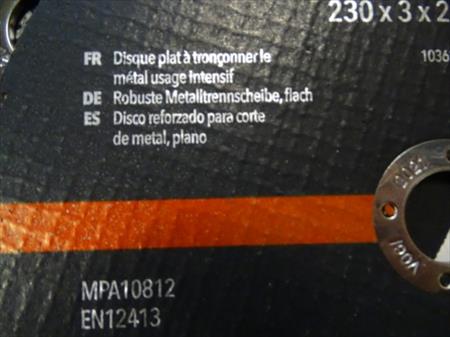 230 x 3 x 2
1036
FR Disque plat à tronçonner le
métal usage intensif
DE Robuste Metalltrennscheibe, flach
ES Disco reforzado para corte
de metal, plano
MPA10812
EN12413